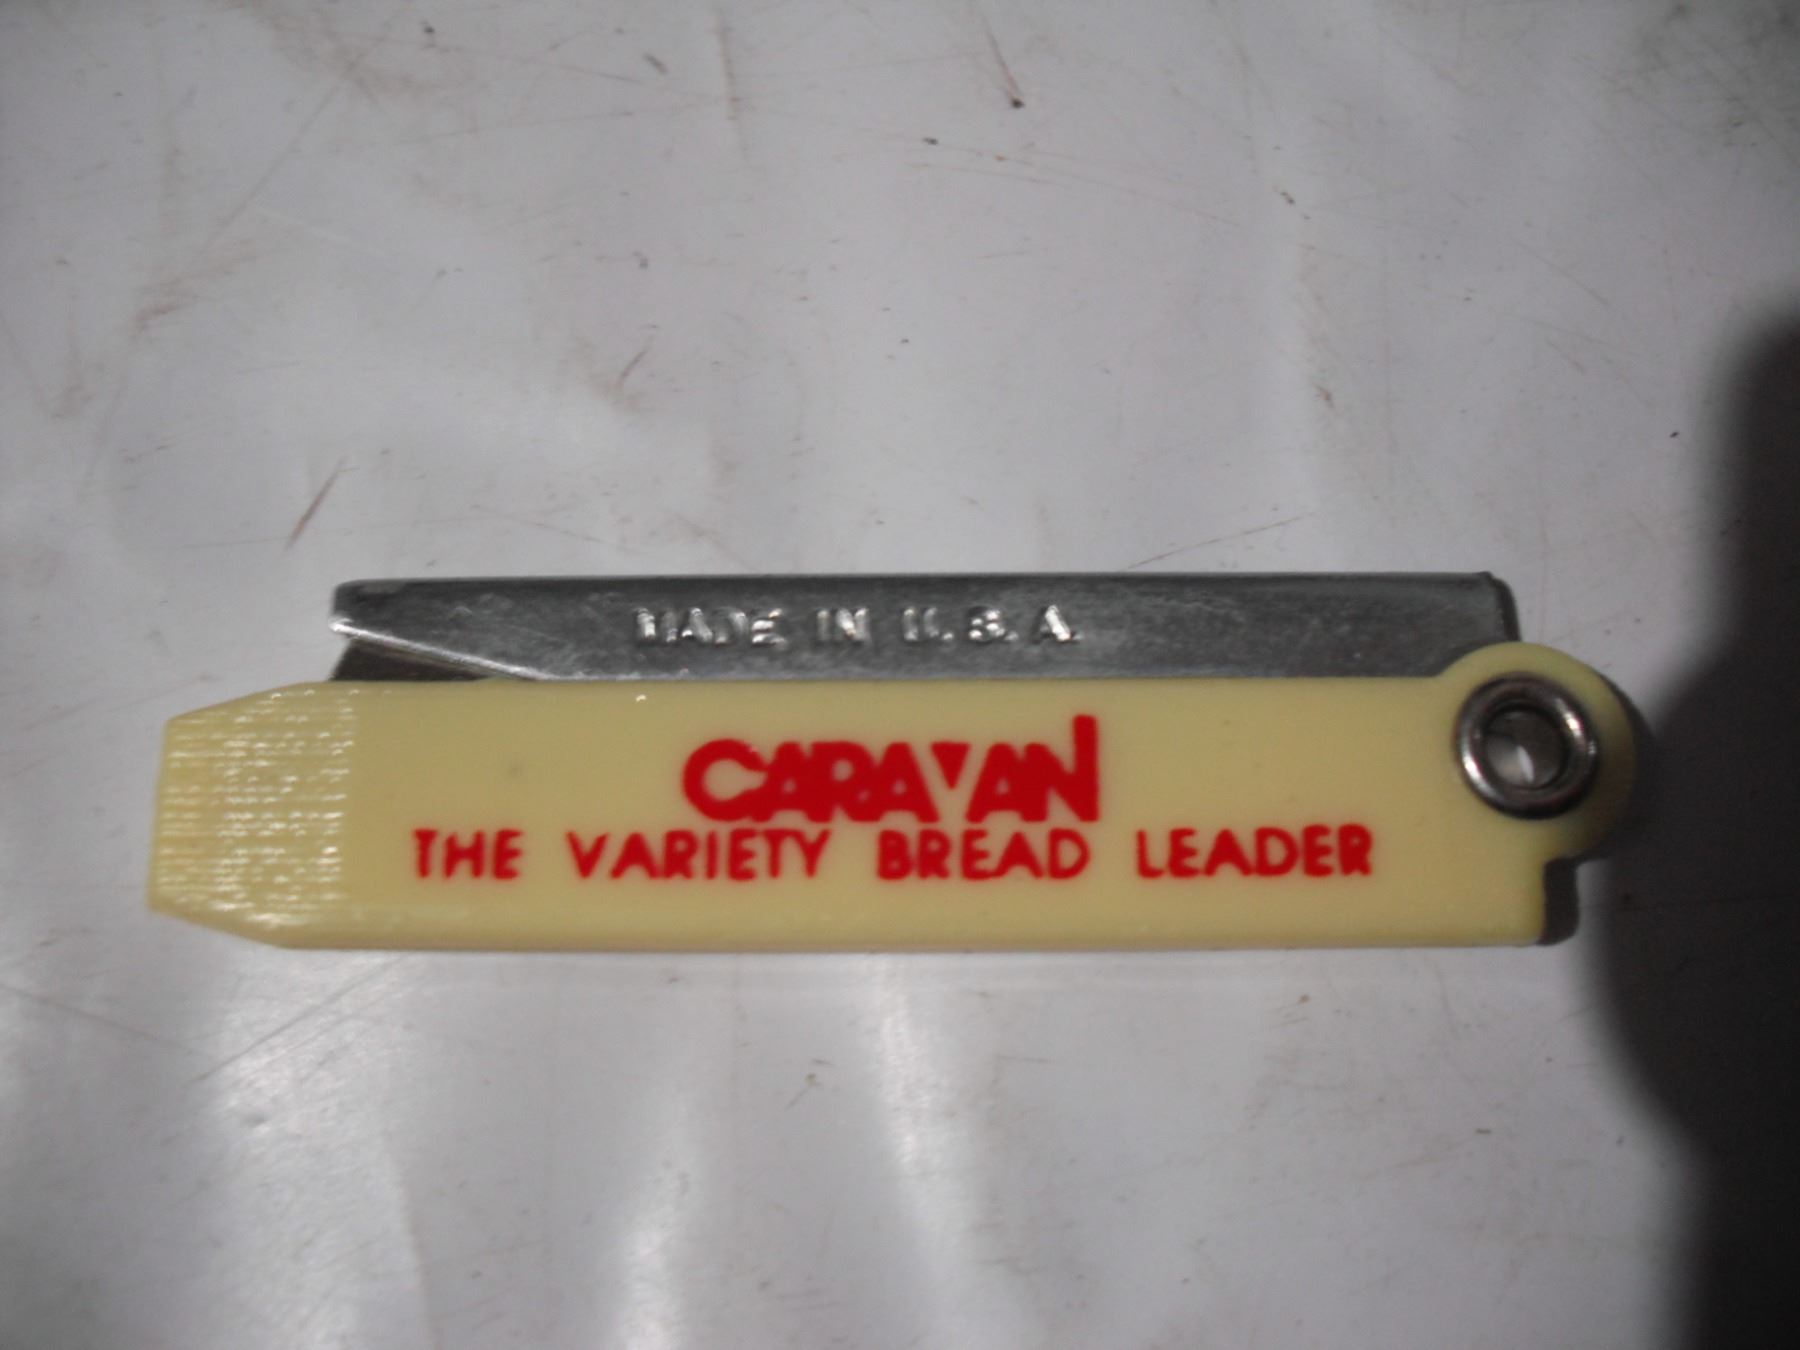 MADE IN U.S.A.
CARAVAN
THE VARIETY BREAD LEADER